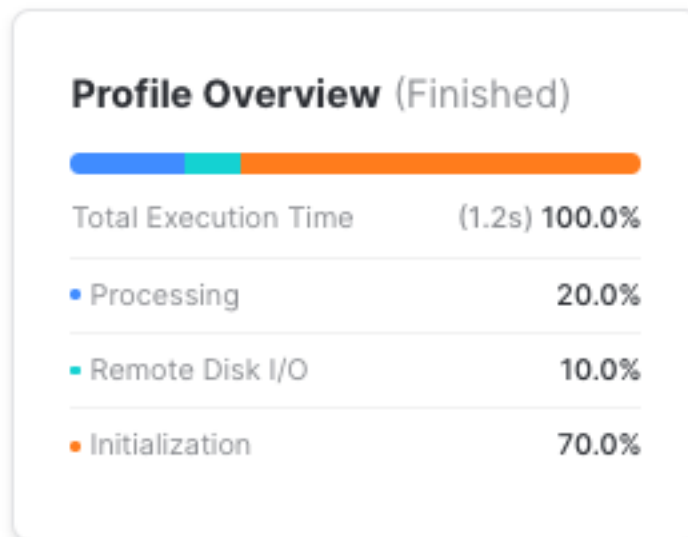 Profile Overview (Finished)
Total Execution Time (1.2s) 100.0%
Processing 20.0%
Remote Disk I/O 10.0%
Initialization 70.0%